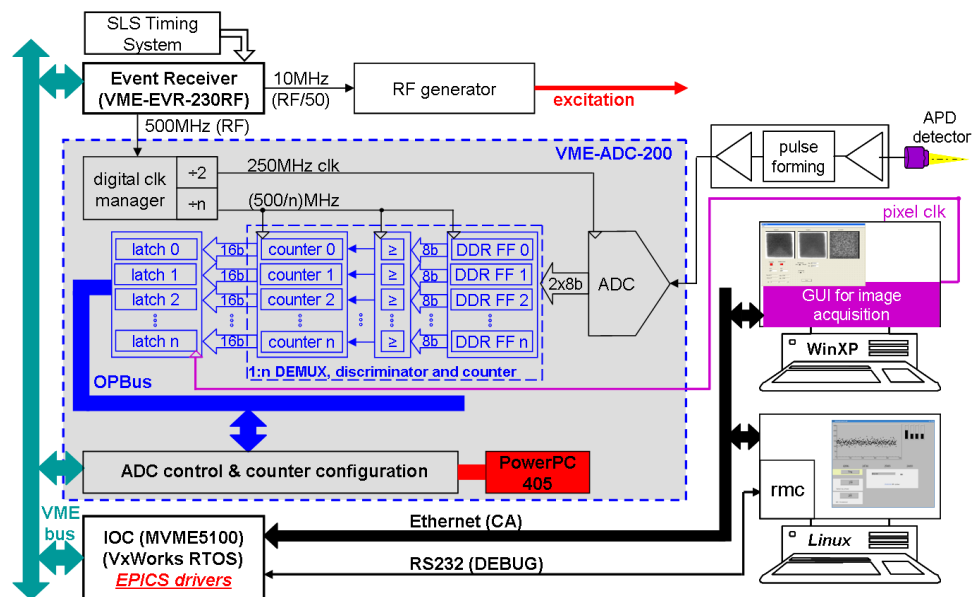 SLS Timing
System
Event Receiver
(VME-EVR-230RF)
10MHz
(RF/50)
RF generator
excitation
500MHz (RF)
VME-ADC-200
APD
detector
pulse
forming
digital clk
manager
÷2
÷n
250MHz clk
(500/n)MHz
pixel clk
latch 0
16b
counter 0
≥
8b
DDR FF 0
latch 1
16b
counter 1
≥
8b
DDR FF 1
latch 2
16b
counter 2
≥
8b
DDR FF 2
latch n
16b
counter n
≥
8b
DDR FF n
2x8b
ADC
GUI for image
acquisition
WinXP
1:n DEMUX, discriminator and counter
OPBus
ADC control & counter configuration
PowerPC
405
rmc
Linux
VME
bus
IOC (MVME5100)
(VxWorks RTOS)
EPICS drivers
Ethernet (CA)
RS232 (DEBUG)